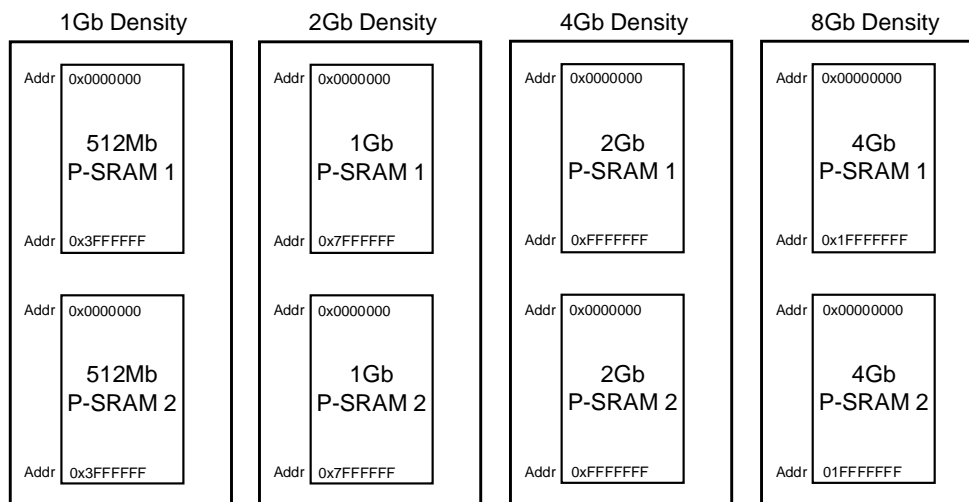 1Gb Density
2Gb Density
4Gb Density
8Gb Density
Addr 0x0000000
512Mb
P-SRAM 1
Addr 0x3FFFFFF
Addr 0x0000000
1Gb
P-SRAM 1
Addr 0x7FFFFFF
Addr 0x0000000
2Gb
P-SRAM 1
Addr 0xFFFFFFF
Addr 0x00000000
4Gb
P-SRAM 1
Addr 0x1FFFFFFF
Addr 0x0000000
512Mb
P-SRAM 2
Addr 0x3FFFFFF
Addr 0x0000000
1Gb
P-SRAM 2
Addr 0x7FFFFFF
Addr 0x0000000
2Gb
P-SRAM 2
Addr 0xFFFFFFF
Addr 0x00000000
4Gb
P-SRAM 2
Addr 01FFFFFFF